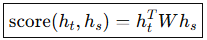 score(h_t, h_s) = h_t^T W h_s